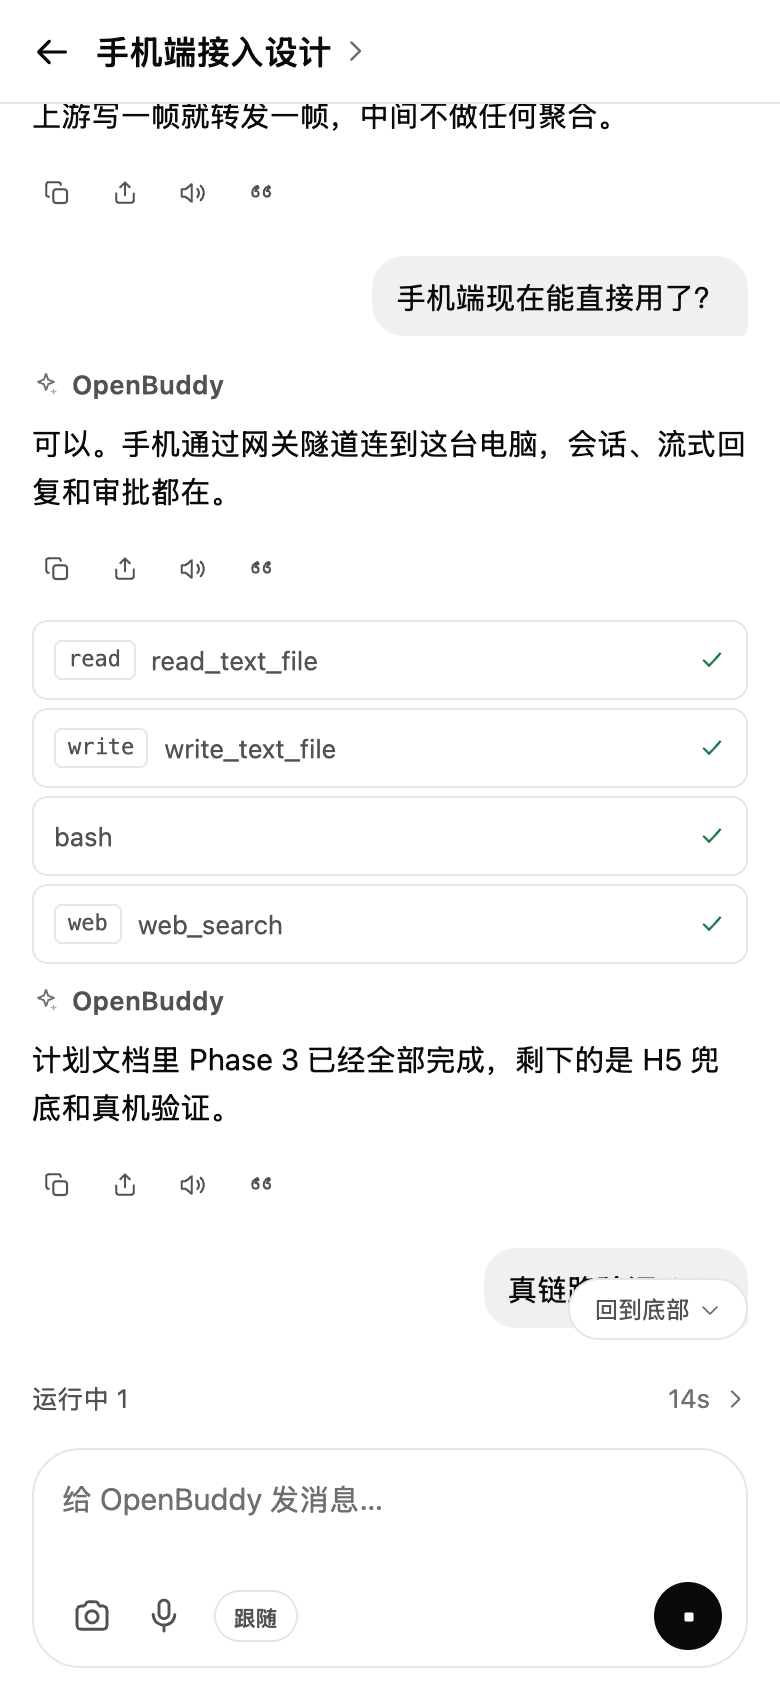 手机端接入设计
上游写一帧就转发一帧，中间不做任何聚合。
手机端现在能直接用了？
OpenBuddy
可以。手机通过网关隧道连到这台电脑，会话、流式回
复和审批都在。
read read_text_file
write write_text_file
bash
web web_search
OpenBuddy
计划文档里 Phase 3 已经全部完成，剩下的是 H5 兜
底和真机验证。
真链
回到底部
运行中 1 14s
给 OpenBuddy 发消息...
跟随